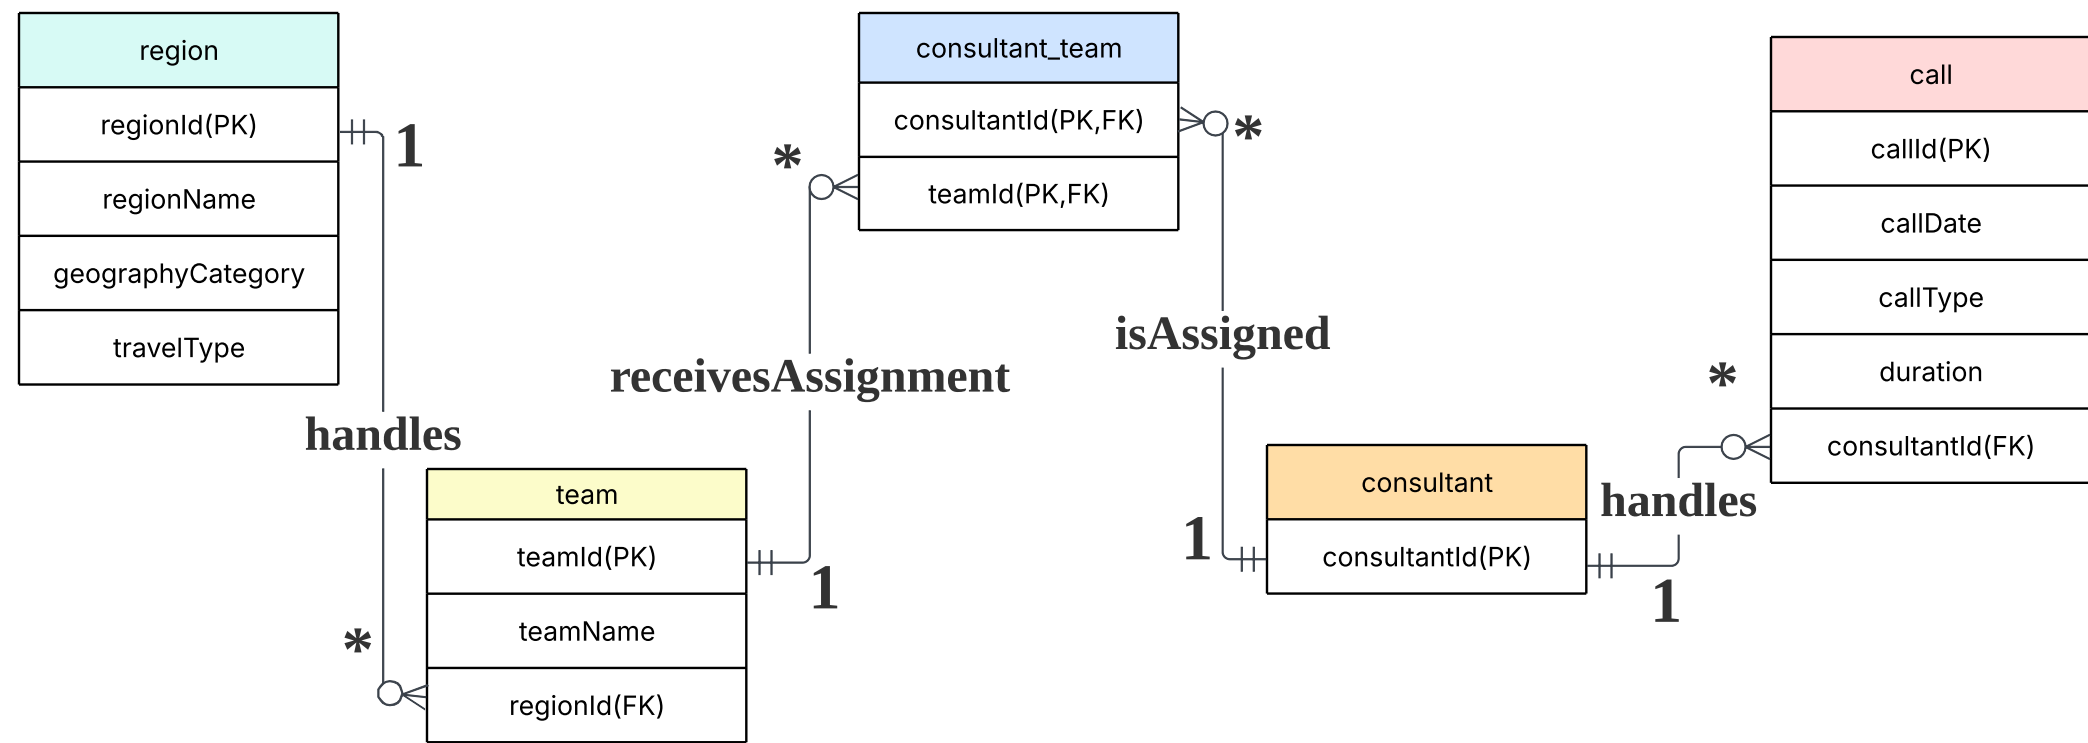 region
regionId(PK)
regionName
geographyCategory
travelType
1
handles
*
team
teamId(PK)
teamName
regionId(FK)
1
receivesAssignment
*
consultant_team
consultantId(PK,FK)
teamId(PK,FK)
*
isAssigned
1
consultant
consultantId(PK)
1
handles
*
call
callId(PK)
callDate
callType
duration
consultantId(FK)